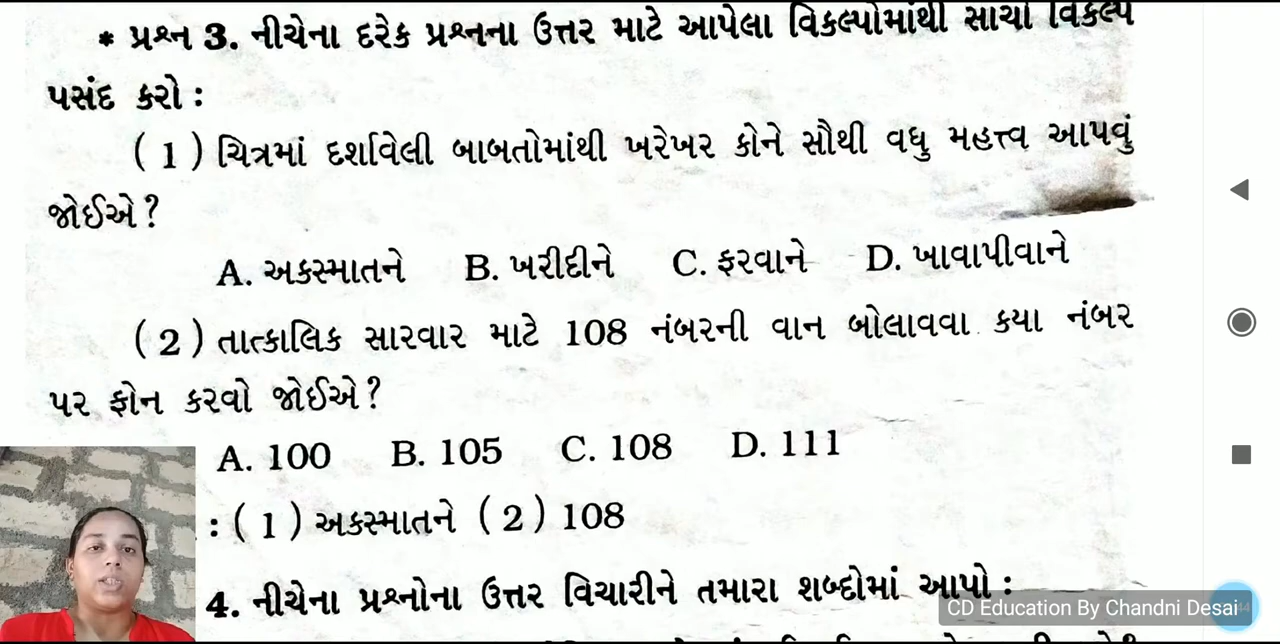 * પ્રશ્ન 3. નીચેના દરેક પ્રશ્નના ઉત્તર માટે આપેલા વિકલ્પોમાંથી સાચો વિકલ્પ
પસંદ કરો :
( 1 ) ચિત્રમાં દર્શાવેલી બાબતોમાંથી ખરેખર કોને સૌથી વધુ મહત્ત્વ આપવું
જોઈએ ?
A. અકસ્માતને B. ખરીદીને C. ફરવાને D. ખાવાપીવાને
( 2 ) તાત્કાલિક સારવાર માટે 108 નંબરની વાન બોલાવવા કયા નંબર
પર ફોન કરવો જોઈએ ?
A. 100 B. 105 C. 108 D. 111
: ( 1 ) અકસ્માતને ( 2 ) 108
4. નીચેના પ્રશ્નોના ઉત્તર વિચારીને તમારા શબ્દોમાં આપો :
CD Education By Chandni Desai